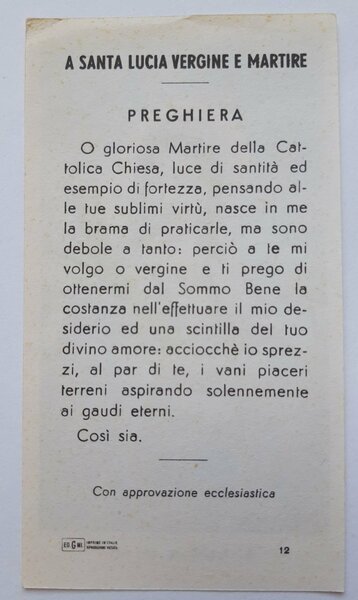 A SANTA LUCIA VERGINE E MARTIRE
PREGHIERA
O gloriosa Martire della Cat-
tolica Chiesa, luce di santità ed
esempio di fortezza, pensando al-
le tue sublimi virtù, nasce in me
la brama di praticarle, ma sono
debole a tanto: perciò a te mi
volgo o vergine e ti prego di
ottenermi dal Sommo Bene la
costanza nell'effettuare il mio de-
siderio ed una scintilla del tuo
divino amore: acciocchè io sprez-
zi, al par di te, i vani piaceri
terreni aspirando solennemente
ai gaudi eterni.
Così sia.
Con approvazione ecclesiastica
ED G MI
12